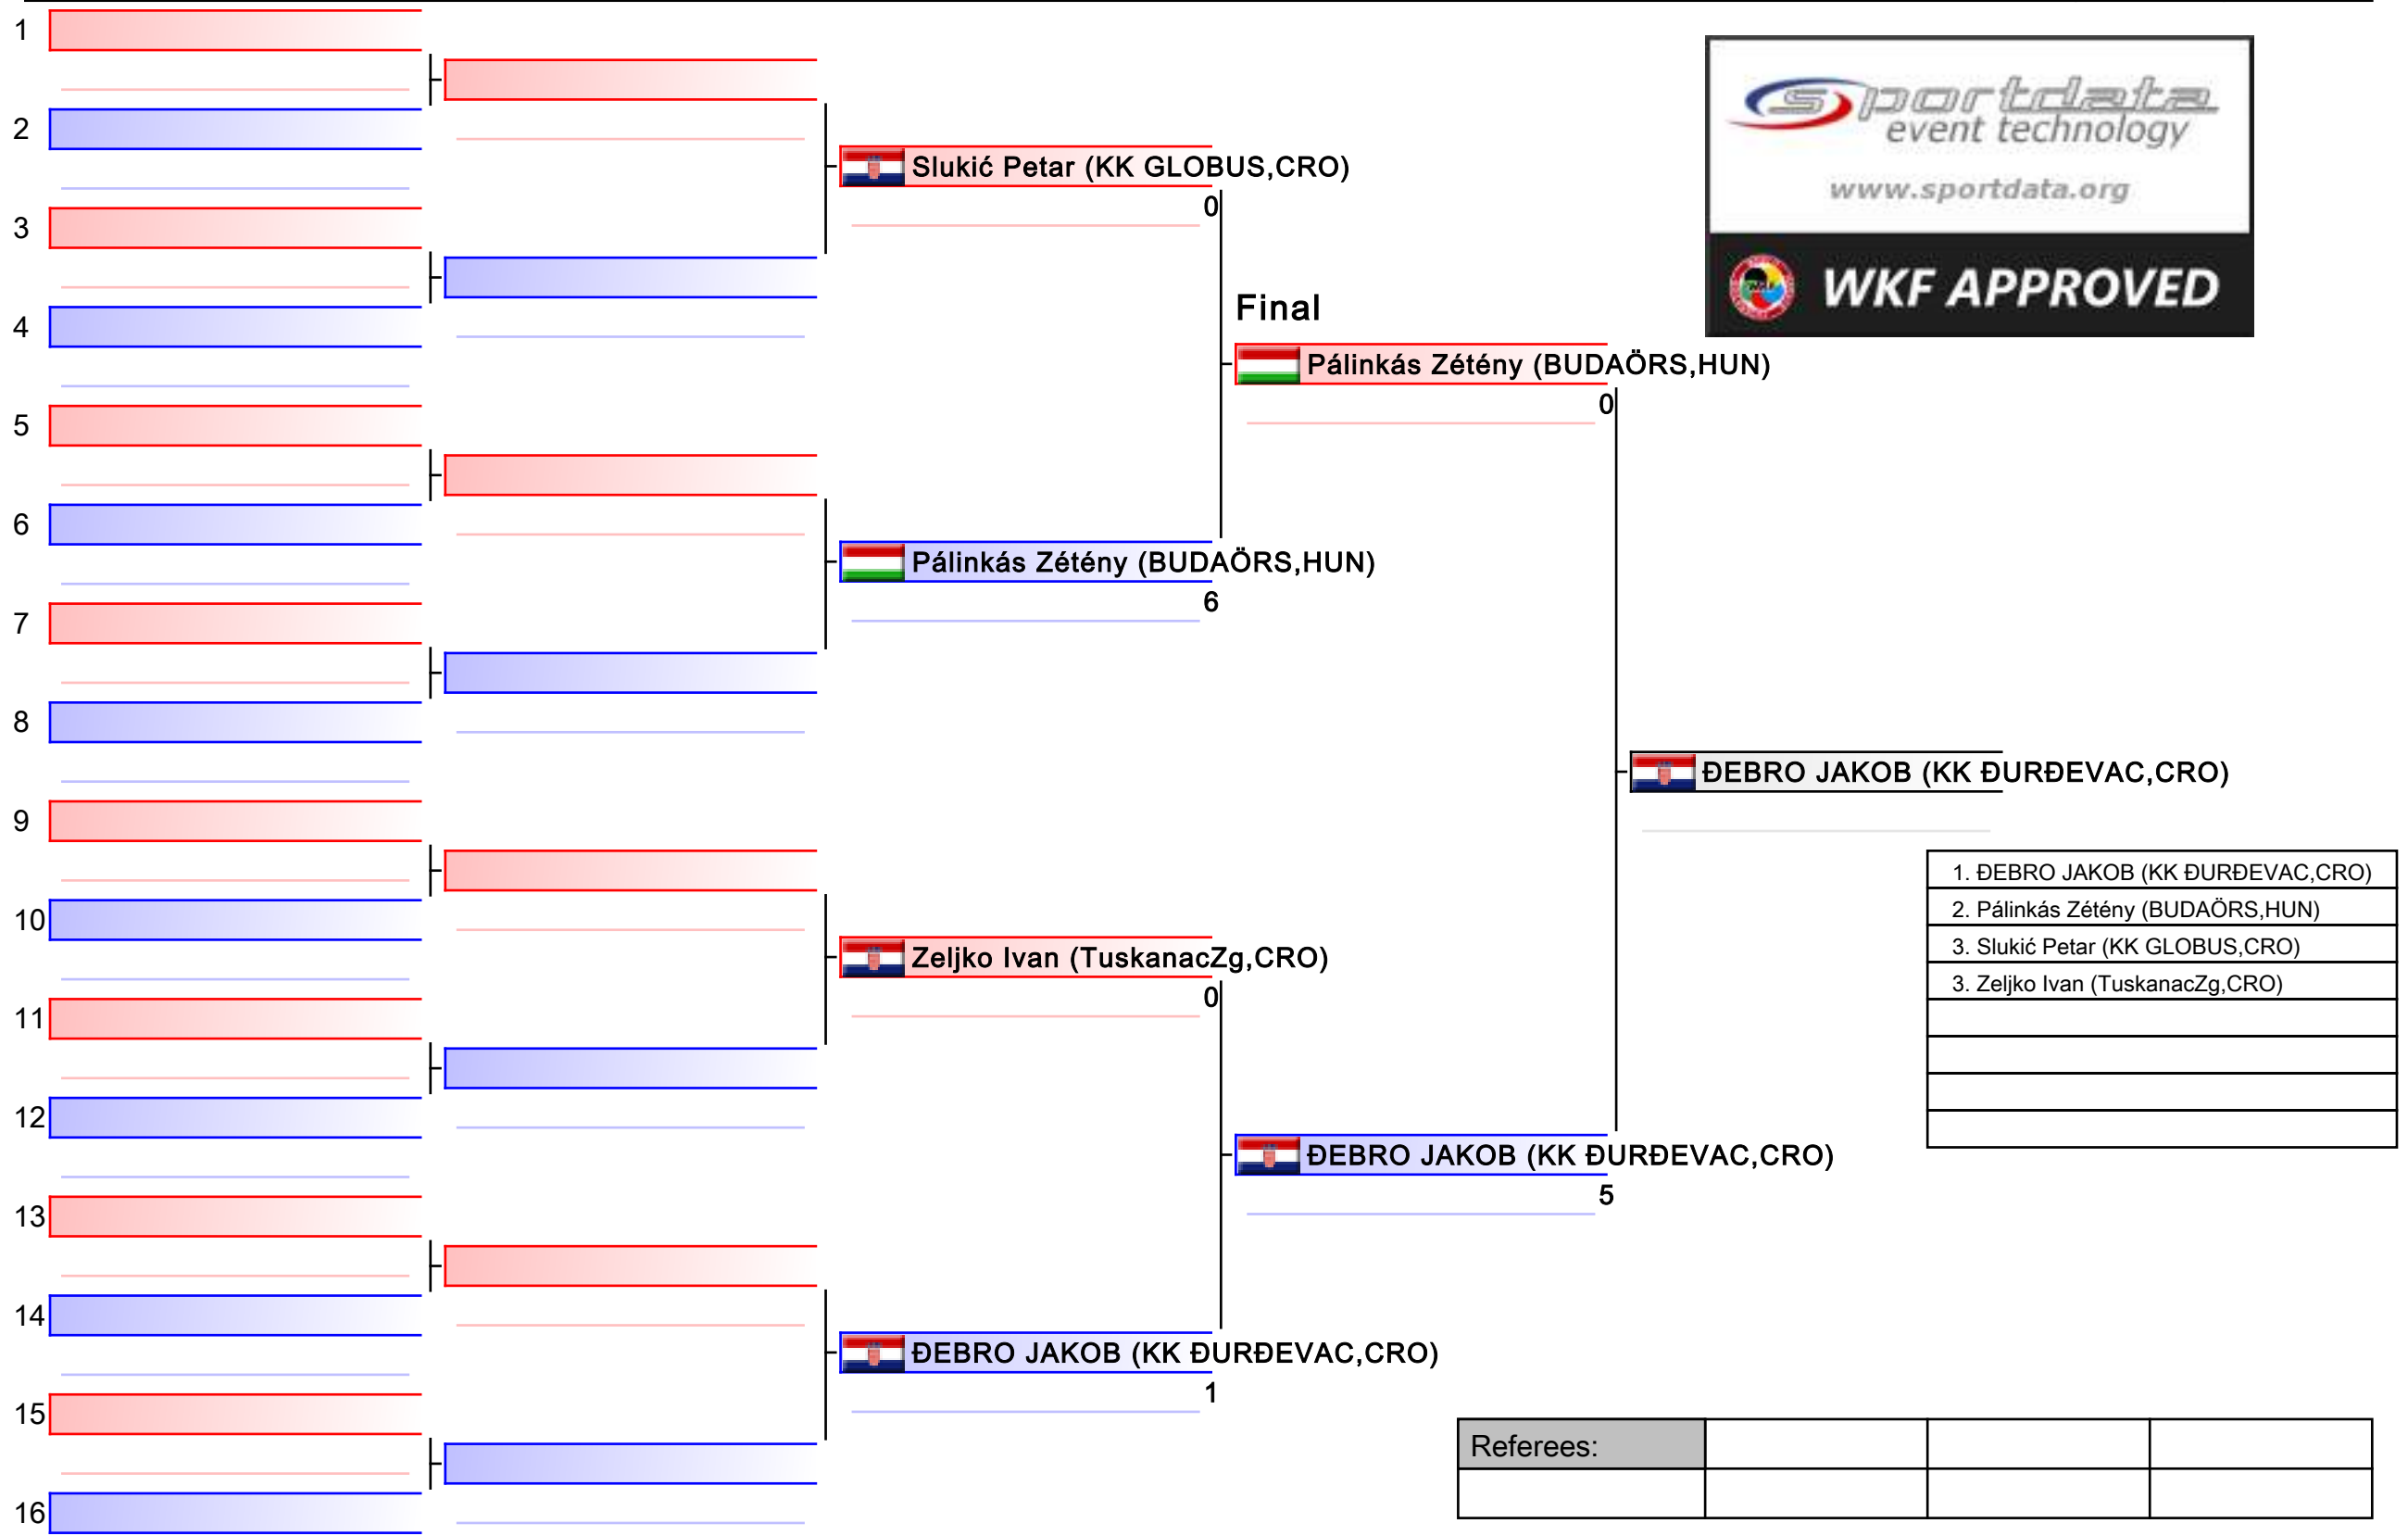 1
2
3
4
5
6
7
8
9
10
11
12
13
14
15
16
Slukić Petar (KK GLOBUS,CRO)
0
Pálinkás Zétény (BUDAÖRS,HUN)
6
Zeljko Ivan (TuskanacZg,CRO)
0
ĐEBRO JAKOB (KK ĐURĐEVAC,CRO)
1
Final
Pálinkás Zétény (BUDAÖRS,HUN)
0
ĐEBRO JAKOB (KK ĐURĐEVAC,CRO)
5
ĐEBRO JAKOB (KK ĐURĐEVAC,CRO)
sportdata
event technology
www.sportdata.org
WKF APPROVED
1. ĐEBRO JAKOB (KK ĐURĐEVAC,CRO)
2. Pálinkás Zétény (BUDAÖRS,HUN)
3. Slukić Petar (KK GLOBUS,CRO)
3. Zeljko Ivan (TuskanacZg,CRO)
Referees: